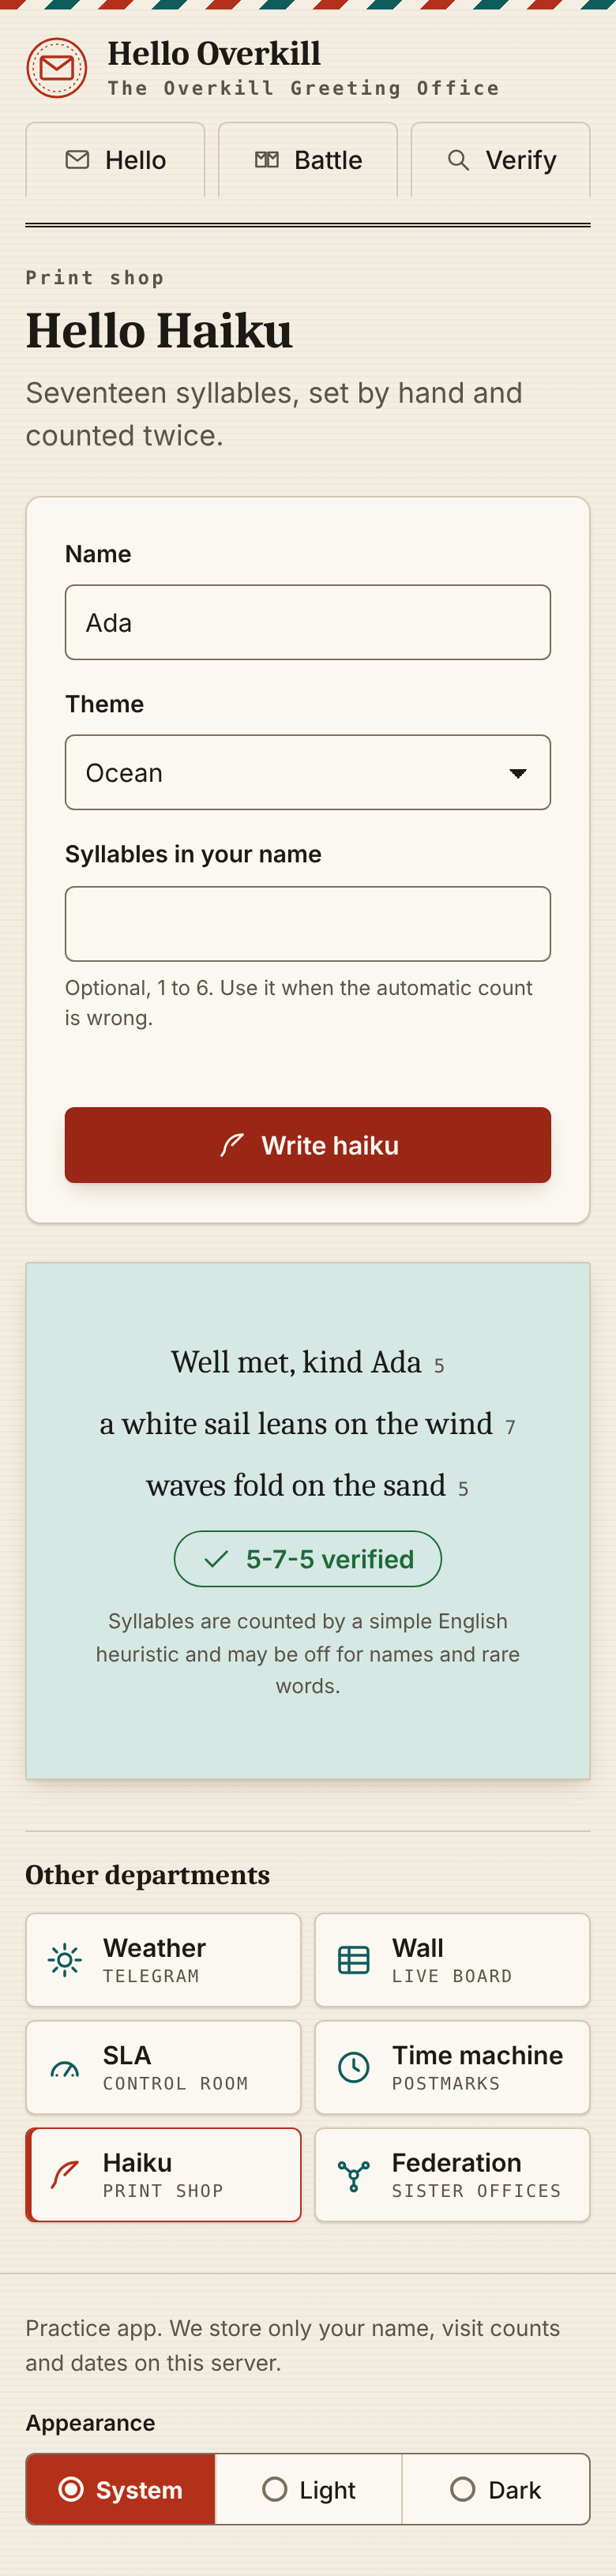 Hello Overkill
The Overkill Greeting Office
Hello
Battle
Verify
Print shop
Hello Haiku
Seventeen syllables, set by hand and
counted twice.
Name
Ada
Theme
Ocean
Syllables in your name
Optional, 1 to 6. Use it when the automatic count
is wrong.
Write haiku
Well met, kind Ada 5
a white sail leans on the wind 7
waves fold on the sand 5
5-7-5 verified
Syllables are counted by a simple English
heuristic and may be off for names and rare
words.
Other departments
Weather
TELEGRAM
Wall
LIVE BOARD
SLA
CONTROL ROOM
Time machine
POSTMARKS
Haiku
PRINT SHOP
Federation
SISTER OFFICES
Practice app. We store only your name, visit counts
and dates on this server.
Appearance
System
Light
Dark